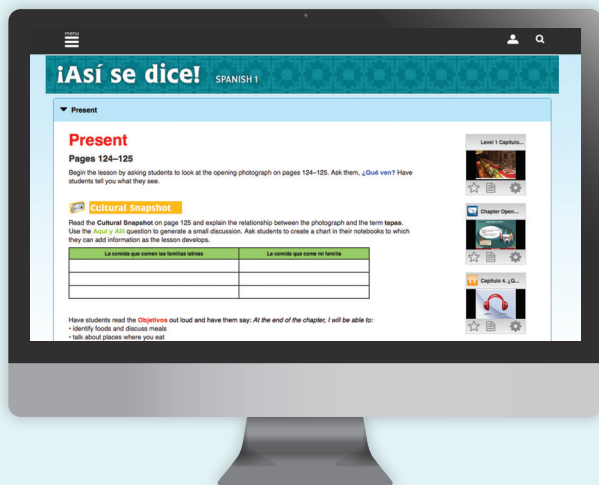 menu
¡Así se dice! SPANISH 1
Present
Present
Pages 124–125
Begin the lesson by asking students to look at the opening photograph on pages 124–125. Ask them, ¿Qué ven? Have
students tell you what they see.
Cultural Snapshot
Read the Cultural Snapshot on page 125 and explain the relationship between the photograph and the term tapas.
Use the Aquí y Allí question to generate a small discussion. Ask students to create a chart in their notebooks to which
they can add information as the lesson develops.
La comida que comen las familias latinas
La comida que come mi familia
Have students read the Objetivos out loud and have them say: At the end of the chapter, I will be able to:
• identify foods and discuss meals
• talk about places where you eat
Level 1 Capítulo...
Chapter Open...
Capítulo 4, ¿Q...